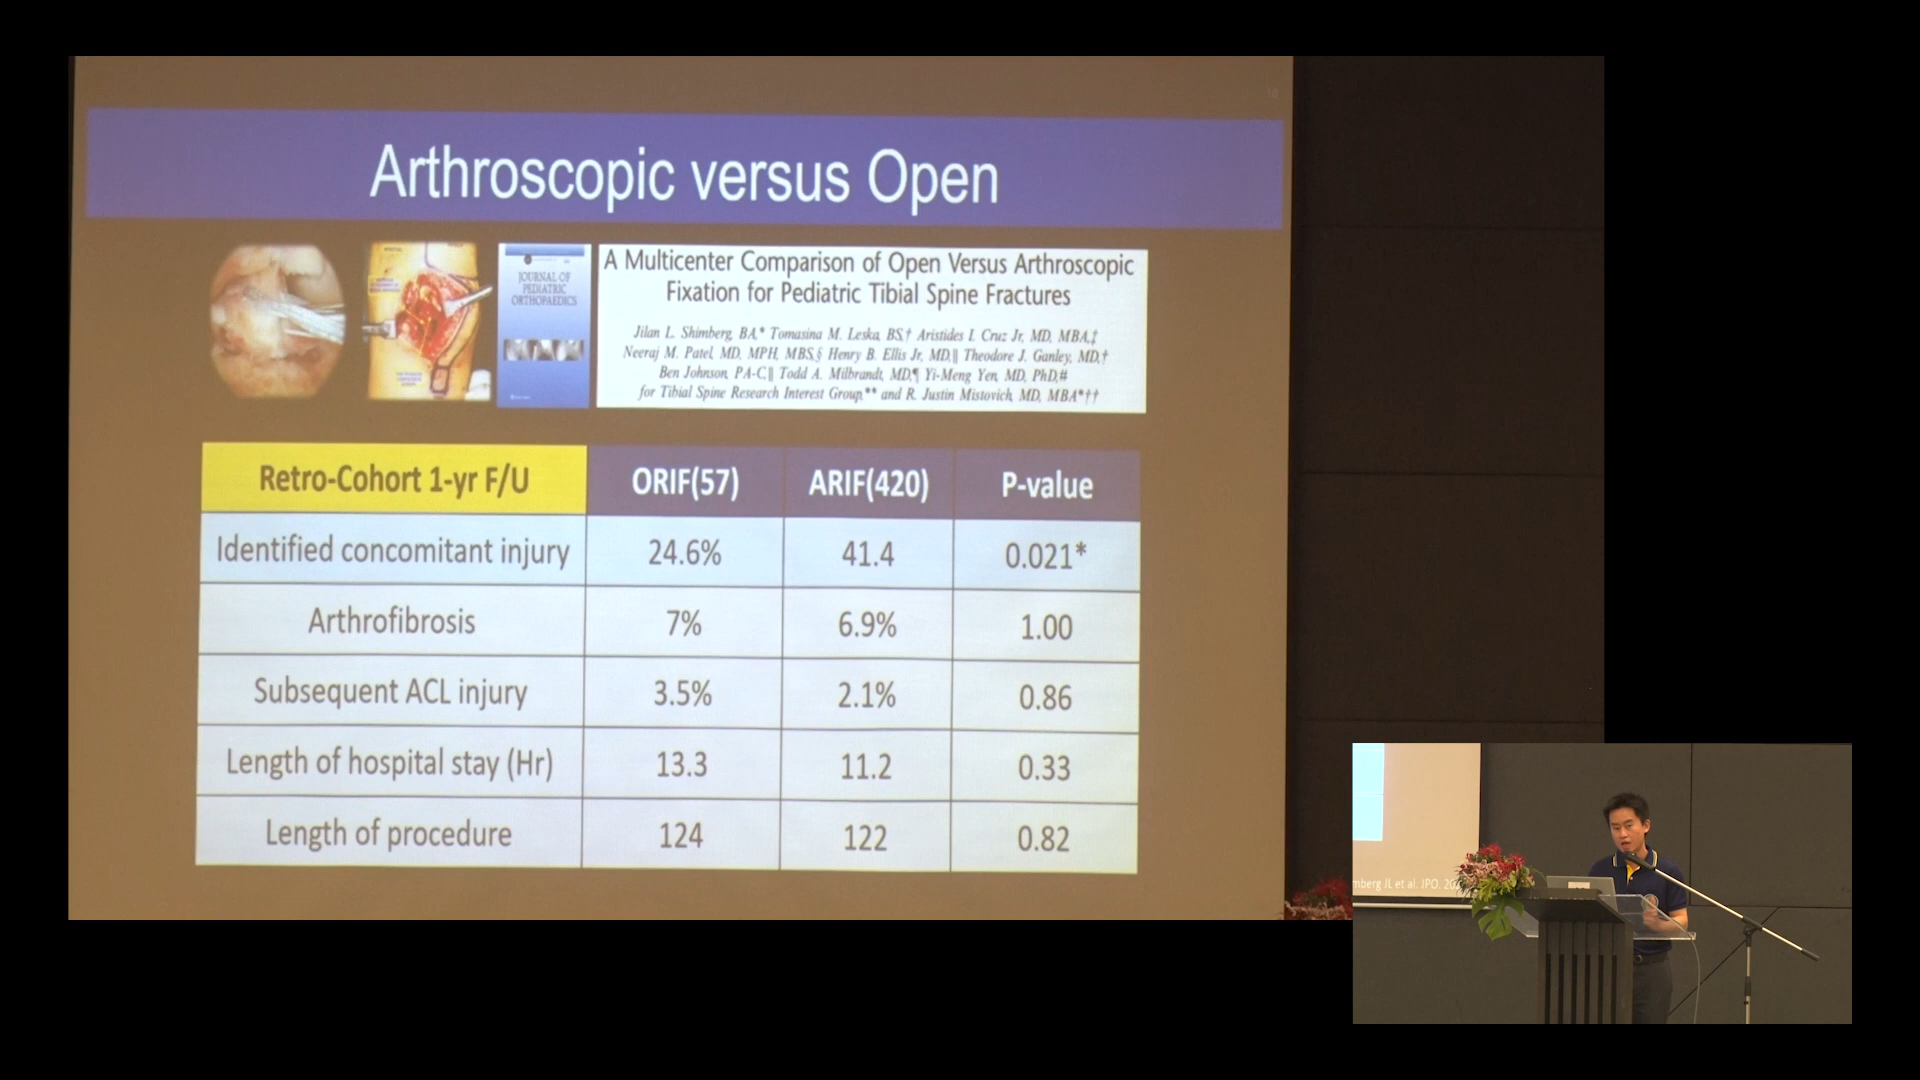 Arthroscopic versus Open
JOURNAL OF
PEDIATRIC
ORTHOPAEDICS
A Multicenter Comparison of Open Versus Arthroscopic
Fixation for Pediatric Tibial Spine Fractures
Jilan L. Shimberg, BA,* Tomasina M. Leska, BS,† Aristides I. Cruz Jr, MD, MBA,‡
Neeraj M. Patel, MD, MPH, MBS,§ Henry B. Ellis Jr, MD,|| Theodore J. Ganley, MD,†
Ben Johnson, PA-C,|| Todd A. Milbrandt, MD,¶ Yi-Meng Yen, MD, PhD,#
for Tibial Spine Research Interest Group,** and R. Justin Mistovich, MD, MBA*††
Retro-Cohort 1-yr F/U ORIF(57) ARIF(420) P-value
Identified concomitant injury 24.6% 41.4 0.021*
Arthrofibrosis 7% 6.9% 1.00
Subsequent ACL injury 3.5% 2.1% 0.86
Length of hospital stay (Hr) 13.3 11.2 0.33
Length of procedure 124 122 0.82
mberg JL et al. JPO. 20